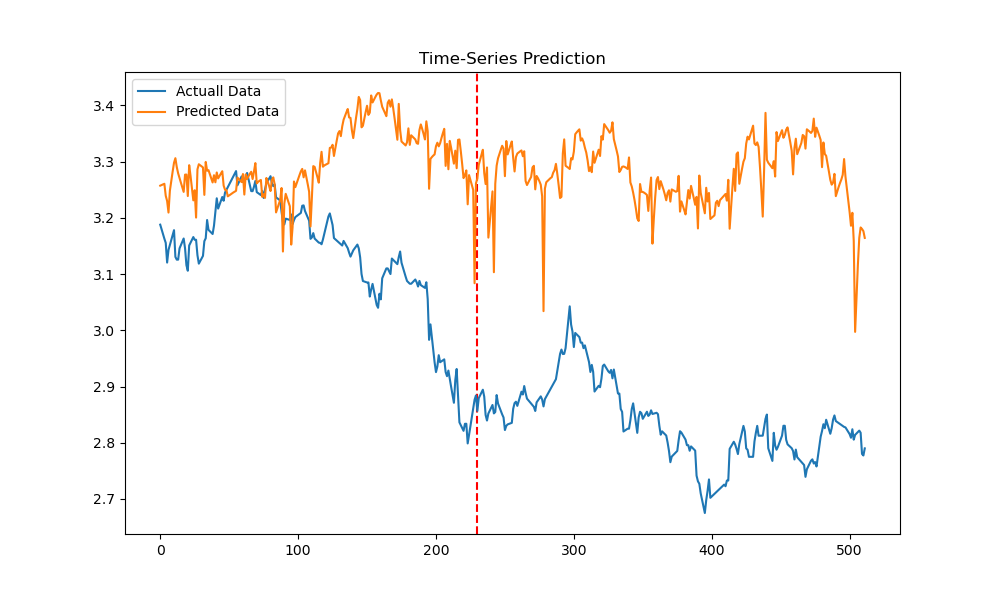 Time-Series Prediction
Actuall Data
Predicted Data
3.4
3.3
3.2
3.1
3.0
2.9
2.8
2.7
0 100 200 300 400 500